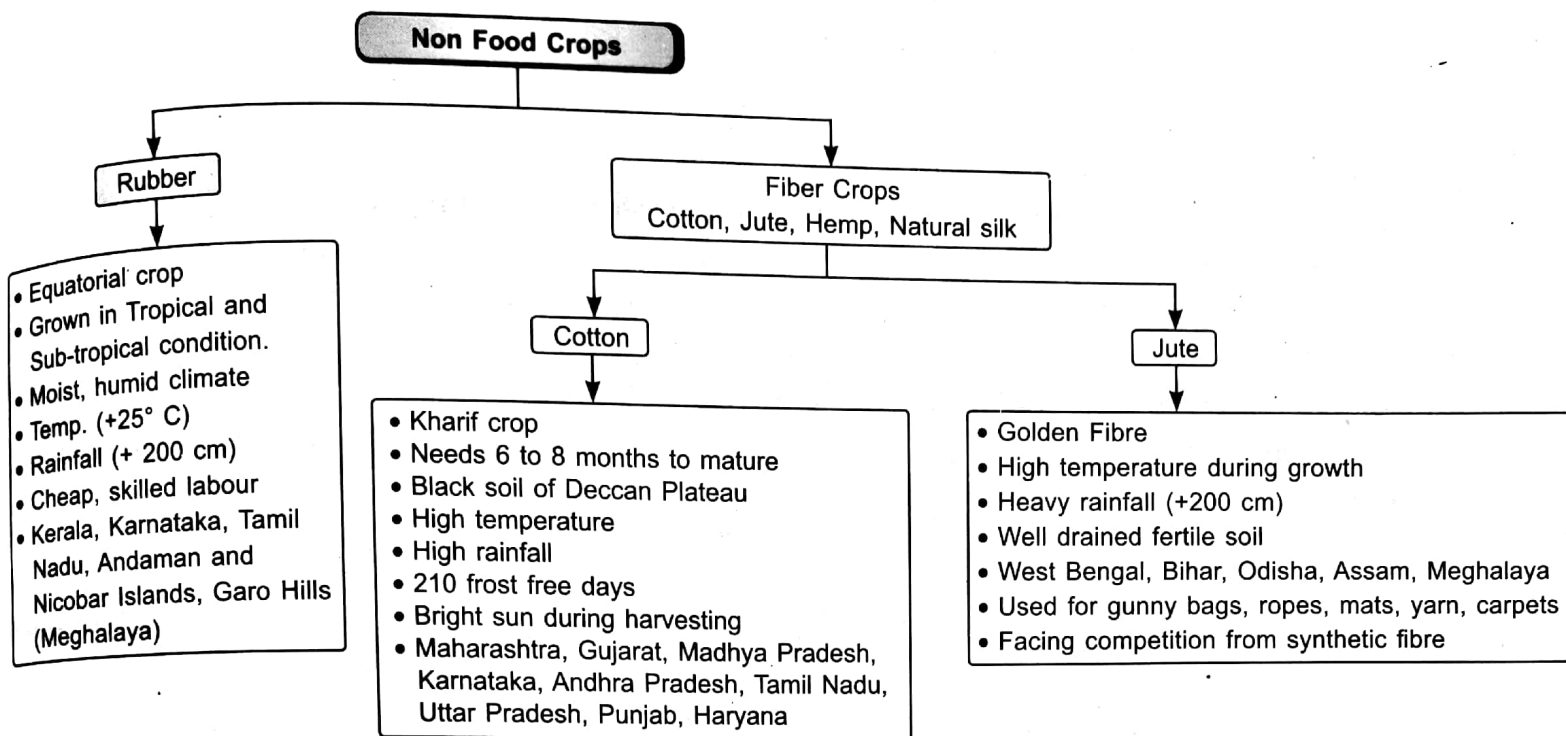 Non Food Crops
Rubber
• Equatorial crop
• Grown in Tropical and
Sub-tropical condition.
• Moist, humid climate
• Temp. (+25° C)
• Rainfall (+ 200 cm)
• Cheap, skilled labour
• Kerala, Karnataka, Tamil
Nadu, Andaman and
Nicobar Islands, Garo Hills
(Meghalaya)
Fiber Crops
Cotton, Jute, Hemp, Natural silk
Cotton
• Kharif crop
• Needs 6 to 8 months to mature
• Black soil of Deccan Plateau
• High temperature
• High rainfall
• 210 frost free days
• Bright sun during harvesting
• Maharashtra, Gujarat, Madhya Pradesh,
Karnataka, Andhra Pradesh, Tamil Nadu,
Uttar Pradesh, Punjab, Haryana
Jute
• Golden Fibre
• High temperature during growth
• Heavy rainfall (+200 cm)
• Well drained fertile soil
• West Bengal, Bihar, Odisha, Assam, Meghalaya
• Used for gunny bags, ropes, mats, yarn, carpets
• Facing competition from synthetic fibre